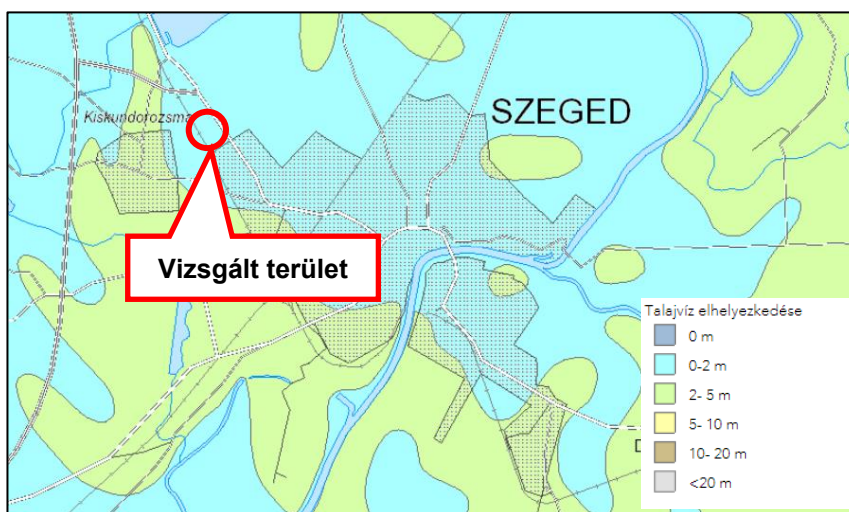 SZEGED
Kiskundorozsma
Vizsgált terület
Talajvíz elhelyezkedése
0 m
0-2 m
2- 5 m
5- 10 m
10- 20 m
<20 m
D